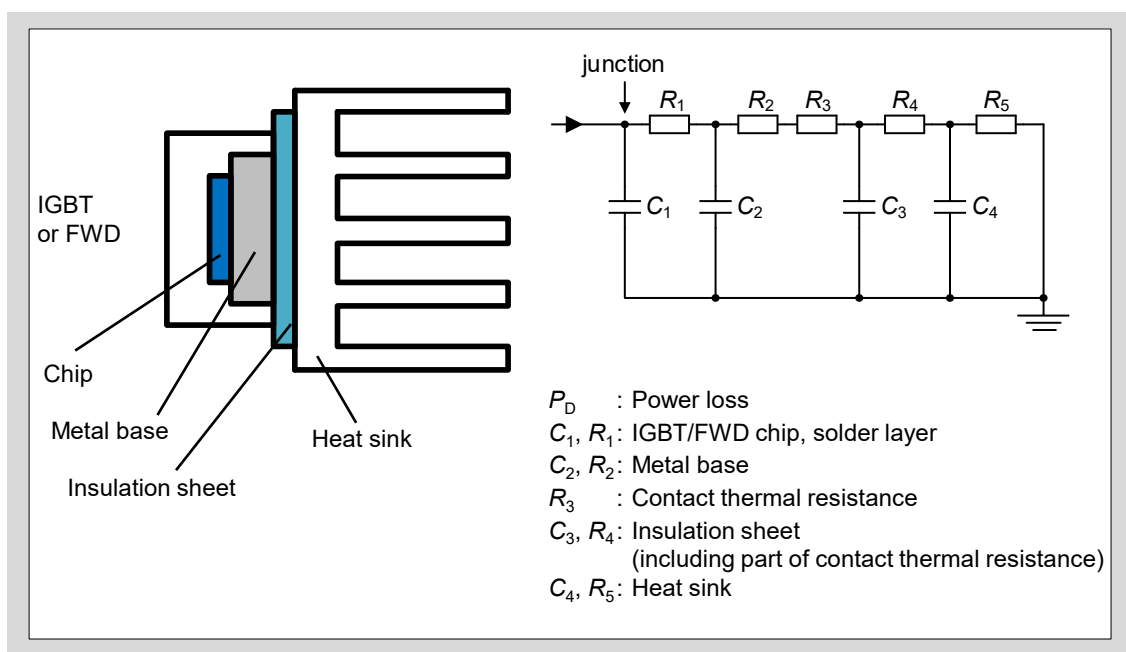 junction
R1
R2
R3
R4
R5
C1
C2
C3
C4
IGBT
or FWD
Chip
Metal base
Insulation sheet
Heat sink
PD : Power loss
C1, R1: IGBT/FWD chip, solder layer
C2, R2: Metal base
R3 : Contact thermal resistance
C3, R4: Insulation sheet
(including part of contact thermal resistance)
C4, R5: Heat sink